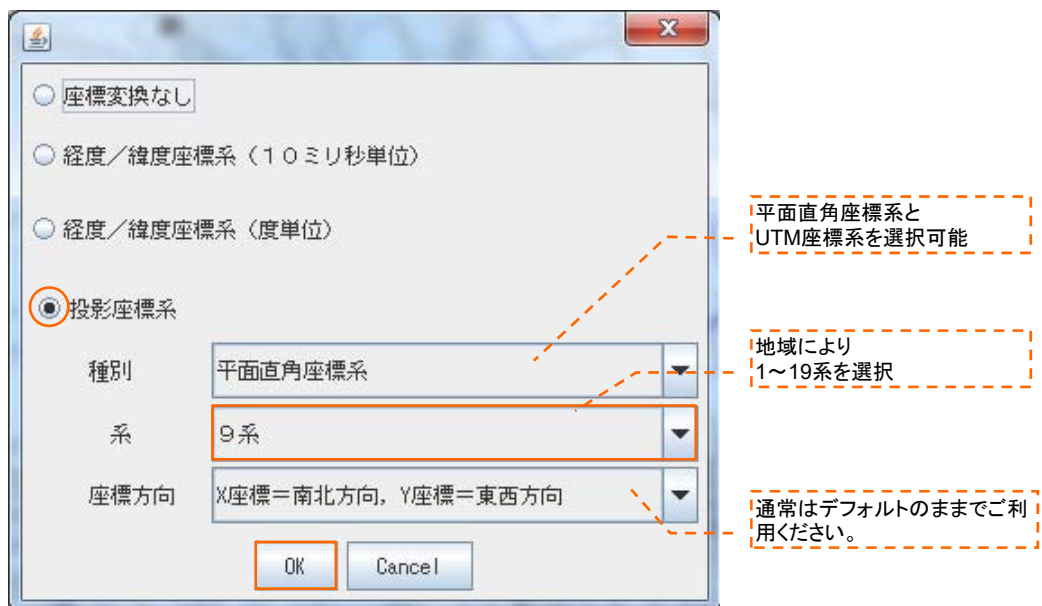 座標変換なし
経度／緯度座標系（１０ミリ秒単位）
経度／緯度座標系（度単位）
平面直角座標系と
UTM座標系を選択可能
投影座標系
種別
平面直角座標系
地域により
1～19系を選択
系
９系
座標方向
X座標＝南北方向，Y座標＝東西方向
通常はデフォルトのままでご利
用ください。
OK
Cancel